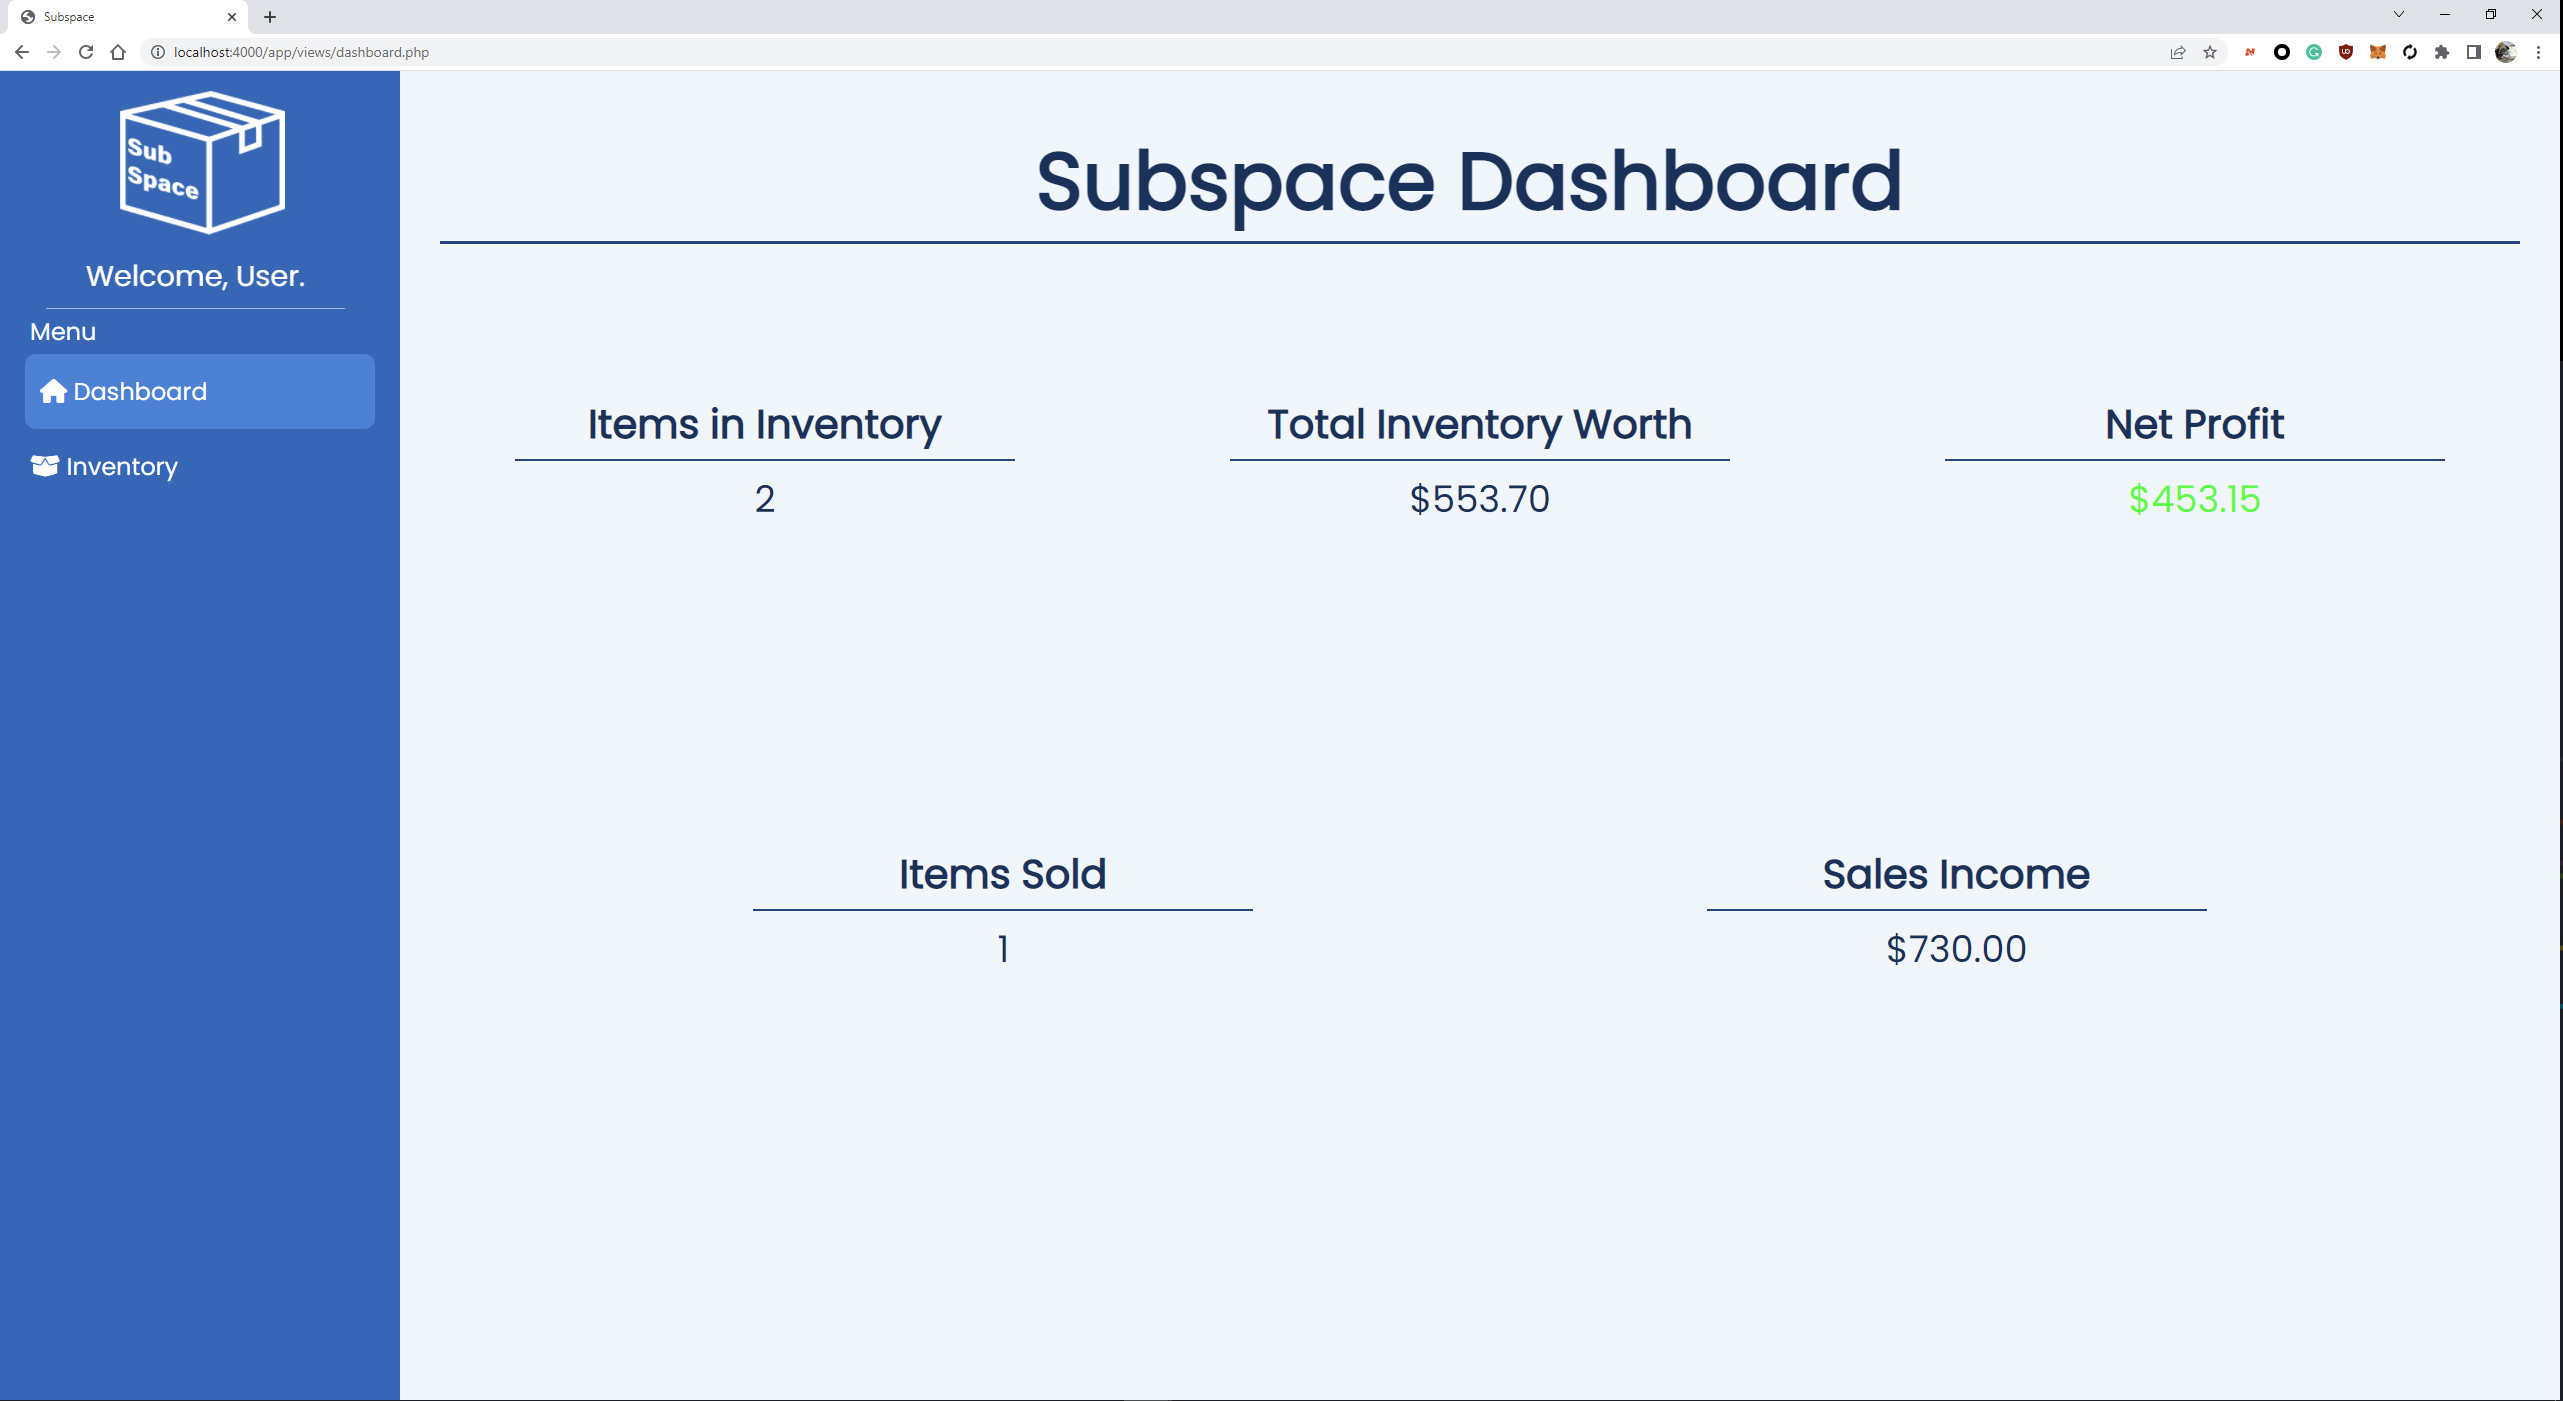 Subspace
localhost:4000/app/views/dashboard.php
Sub
Space
Welcome, User.
Menu
Dashboard
Inventory
Subspace Dashboard
Items in Inventory
2
Total Inventory Worth
$553.70
Net Profit
$453.15
Items Sold
1
Sales Income
$730.00